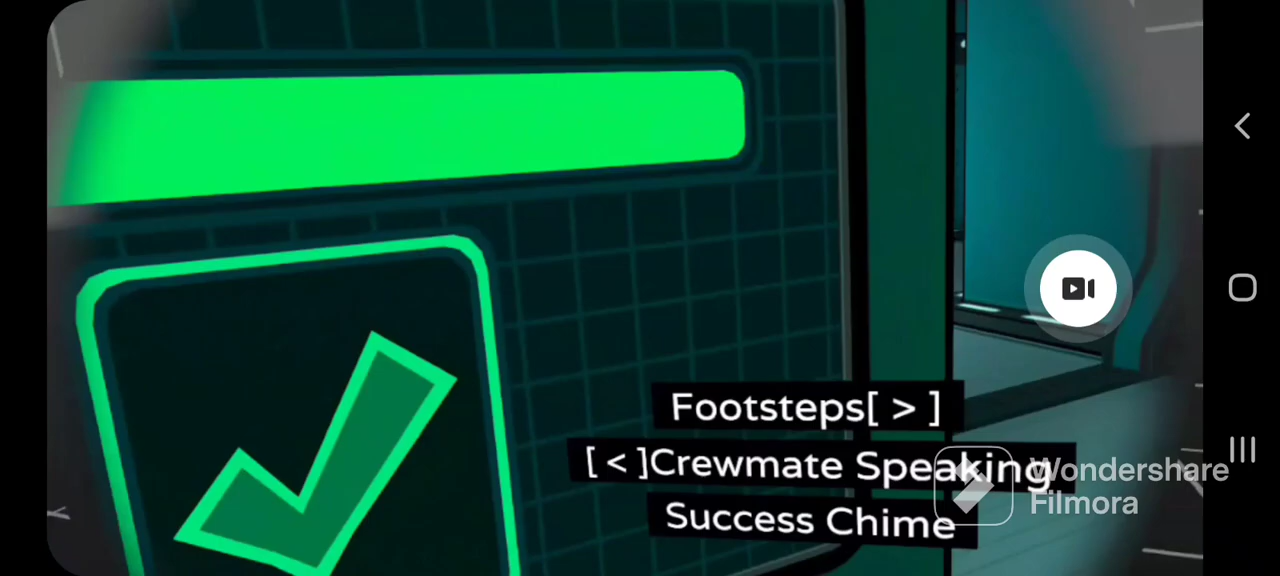 Footsteps[ > ]
[ < ]Crewmate Speaking
Success Chime
Wondershare
Filmora